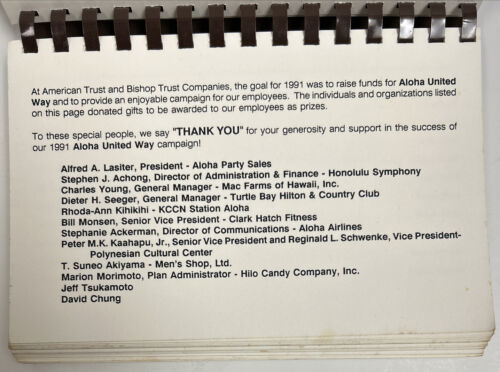 At American Trust and Bishop Trust Companies, the goal for 1991 was to raise funds for Aloha United
Way and to provide an enjoyable campaign for our employees. The individuals and organizations listed
on this page donated gifts to be awarded to our employees as prizes.
To these special people, we say "THANK YOU" for your generosity and support in the success of
our 1991 Aloha United Way campaign!
Alfred A. Lasiter, President - Aloha Party Sales
Stephen J. Achong, Director of Administration & Finance - Honolulu Symphony
Charles Young, General Manager - Mac Farms of Hawaii, Inc.
Dieter H. Seeger, General Manager - Turtle Bay Hilton & Country Club
Rhoda-Ann Kihikihi - KCCN Station Aloha
Bill Monsen, Senior Vice President - Clark Hatch Fitness
Stephanie Ackerman, Director of Communications - Aloha Airlines
Peter M.K. Kaahapu, Jr., Senior Vice President and Reginald L. Schwenke, Vice President-
Polynesian Cultural Center
T. Suneo Akiyama - Men's Shop, Ltd.
Marion Morimoto, Plan Administrator - Hilo Candy Company, Inc.
Jeff Tsukamoto
David Chung